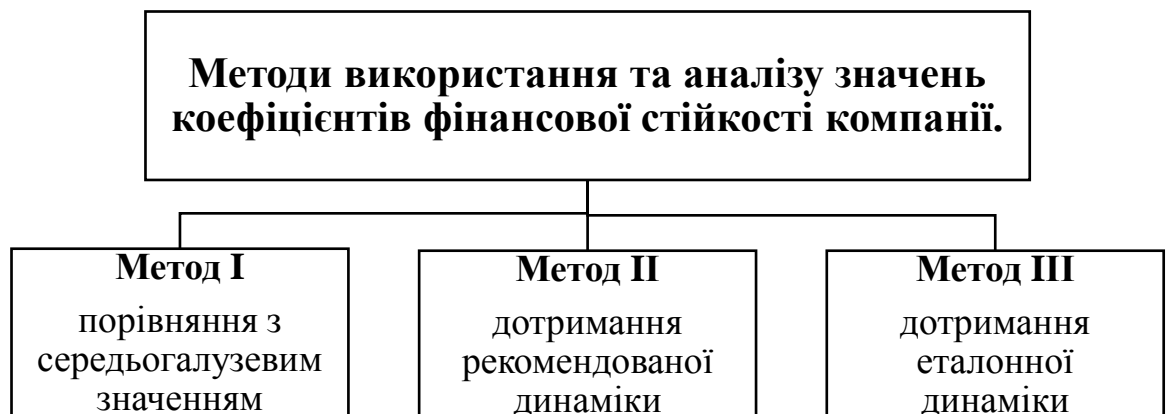 Методи використання та аналізу значень
коефіцієнтів фінансової стійкості компанії.
Метод I
порівняння з
середьогалузевим
значенням
Метод II
дотримання
рекомендованої
динаміки
Метод III
дотримання
еталонної
динаміки